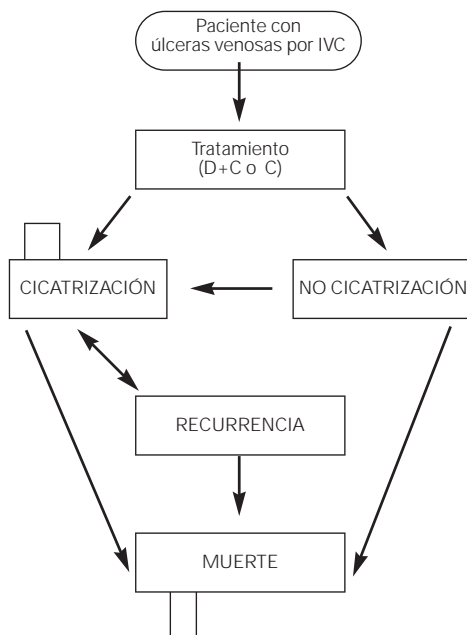 Paciente con
úlceras venosas por IVC
Tratamiento
(D+C o C)
CICATRIZACIÓN
NO CICATRIZACIÓN
RECURRENCIA
MUERTE